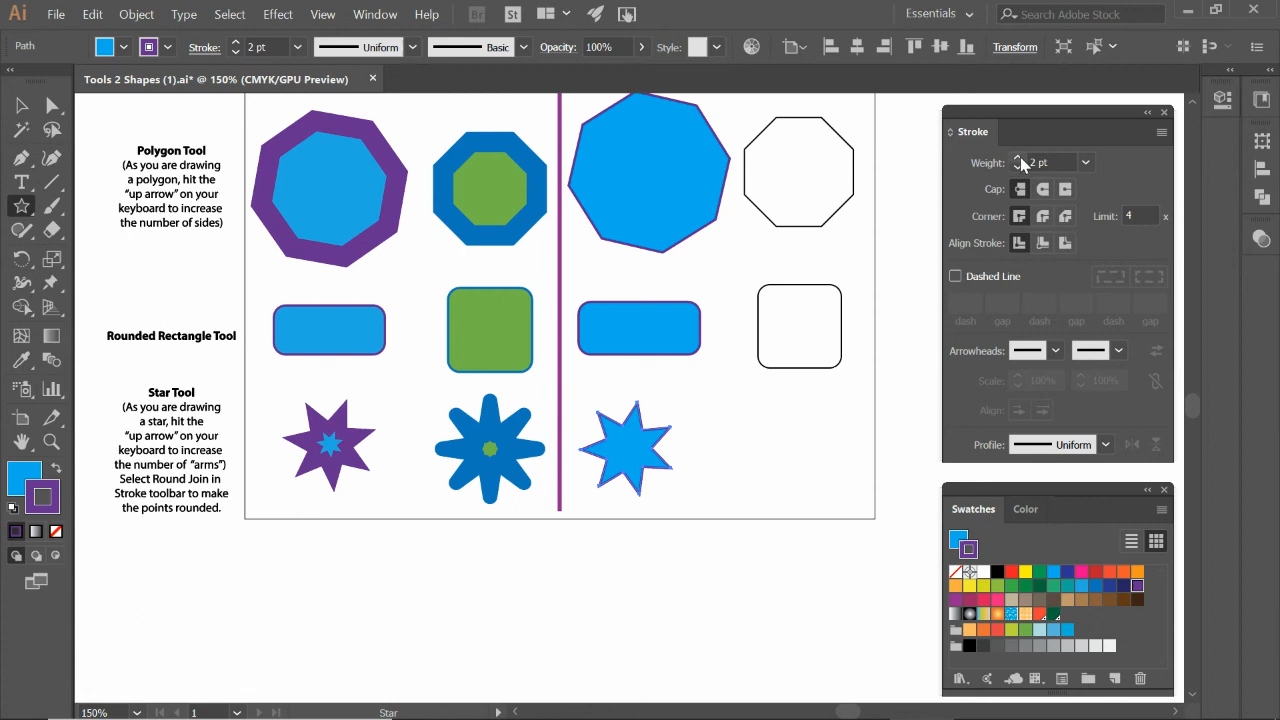 Ai File Edit Object Type Select Effect View Window Help Br St Essentials Search Adobe Stock
Path Stroke: 2 pt Uniform Basic Opacity: 100% Style: Transform
Tools 2 Shapes (1).ai* @ 150% (CMYK/GPU Preview)
Polygon Tool
(As you are drawing
a polygon, hit the
“up arrow” on your
keyboard to increase
the number of sides)
Rounded Rectangle Tool
Star Tool
(As you are drawing
a star, hit the
“up arrow” on your
keyboard to increase
the number of “arms”)
Select Round Join in
Stroke toolbar to make
the points rounded.
Stroke
Weight: 2 pt
Cap:
Corner: Limit: 4 x
Align Stroke:
Dashed Line
dash gap dash gap dash gap
Arrowheads:
Scale: 100% 100%
Align:
Profile: Uniform
Swatches Color
150% 1 Star